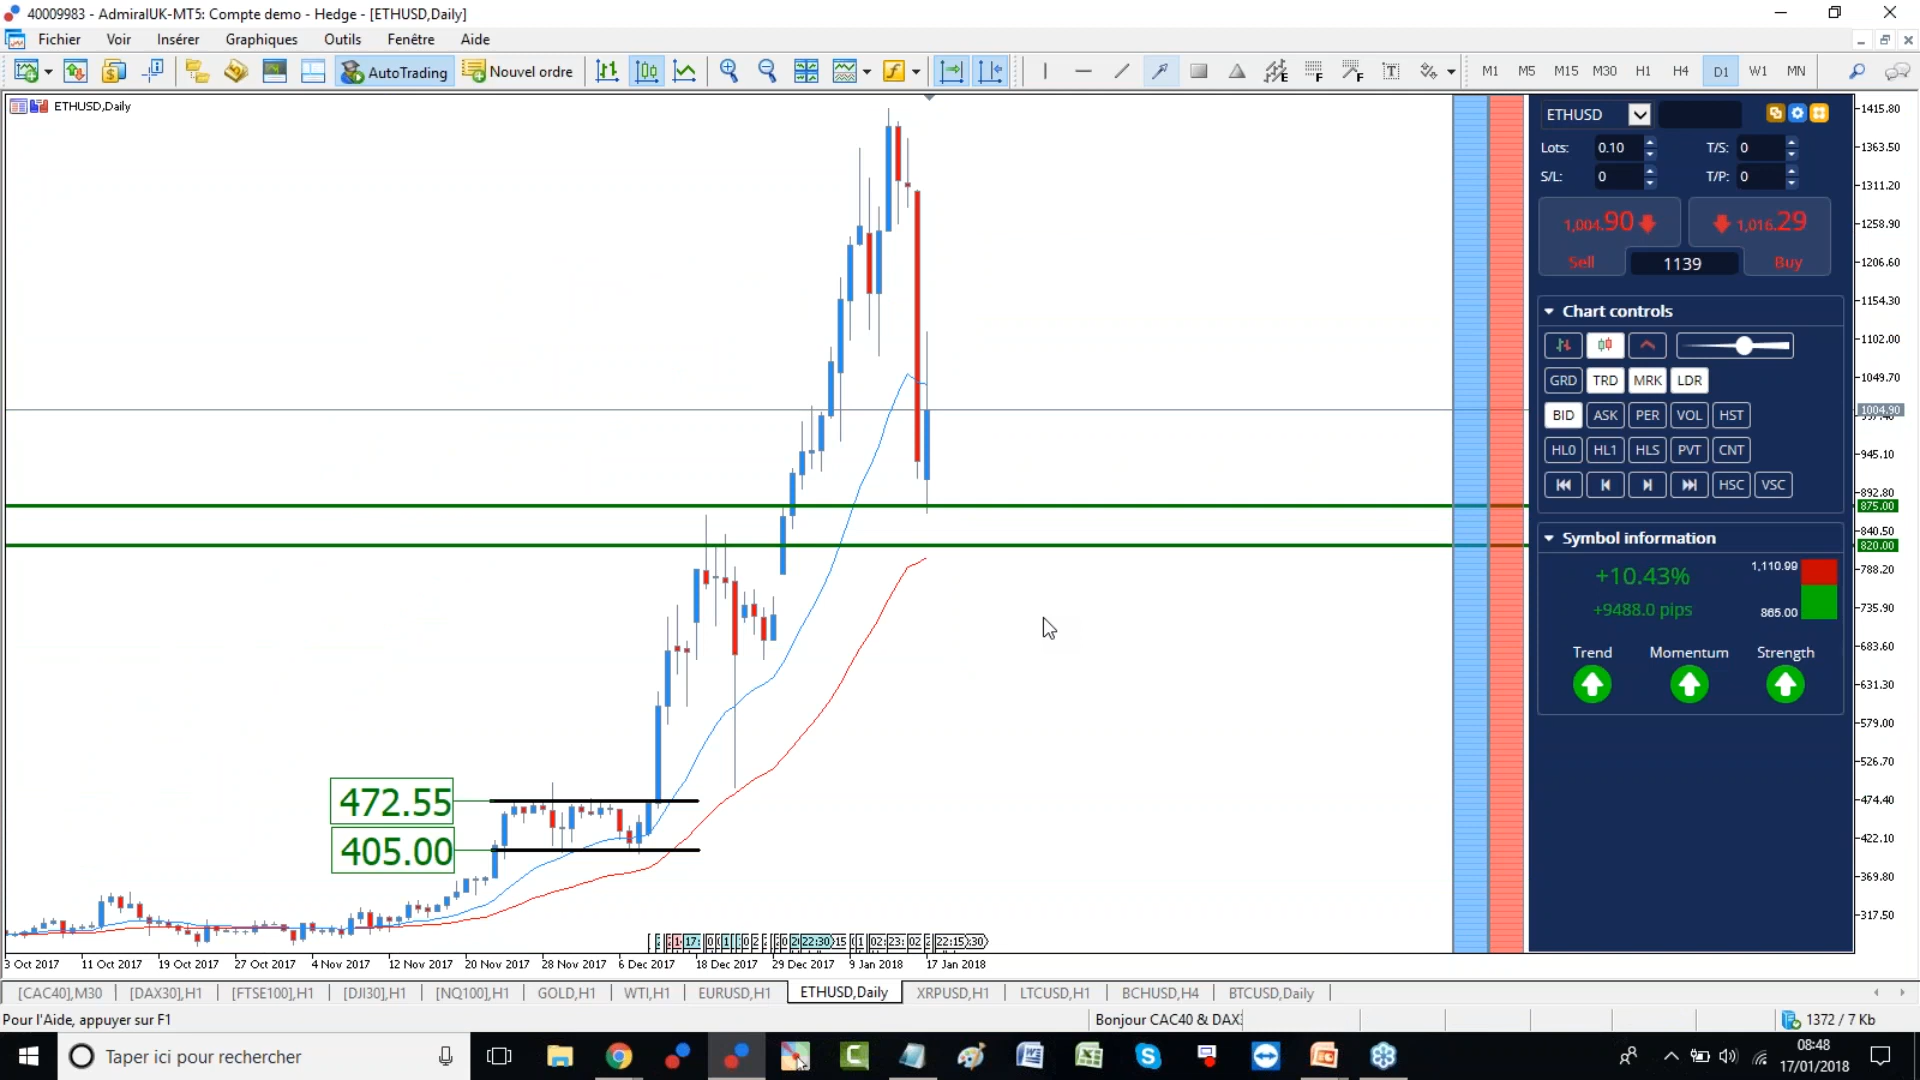 40009983 - AdmiralUK-MT5: Compte demo - Hedge - [ETHUSD,Daily]
Fichier Voir Insérer Graphiques Outils Fenêtre Aide
AutoTrading Nouvel ordre M1 M5 M15 M30 H1 H4 D1 W1 MN
ETHUSD,Daily
472.55
405.00
1415.80
1363.50
1311.20
1258.90
1206.60
1154.30
1102.00
1049.70
1004.90
945.10
892.80
875.00
840.50
820.00
788.20
735.90
683.60
631.30
579.00
526.70
474.40
422.10
369.80
317.50
ETHUSD
Lots: 0.10 T/S: 0
S/L: 0 T/P: 0
1,004.90 1,016.29
Sell 1139 Buy
Chart controls
GRD TRD MRK LDR
BID ASK PER VOL HST
HL0 HL1 HLS PVT CNT
HSC VSC
Symbol information
+10.43% 1,110.99
+9488.0 pips 865.00
Trend Momentum Strength
3 Oct 2017 11 Oct 2017 19 Oct 2017 27 Oct 2017 4 Nov 2017 12 Nov 2017 20 Nov 2017 28 Nov 2017 6 Dec 2017 18 Dec 2017 29 Dec 2017 9 Jan 2018 17 Jan 2018
[CAC40],M30 [DAX30],H1 [FTSE100],H1 [DJI30],H1 [NQ100],H1 GOLD,H1 WTI,H1 EURUSD,H1 ETHUSD,Daily XRPUSD,H1 LTCUSD,H1 BCHUSD,H4 BTCUSD,Daily
Pour l'Aide, appuyer sur F1 Bonjour CAC40 & DAX3 1372 / 7 Kb
Taper ici pour rechercher
08:48
17/01/2018